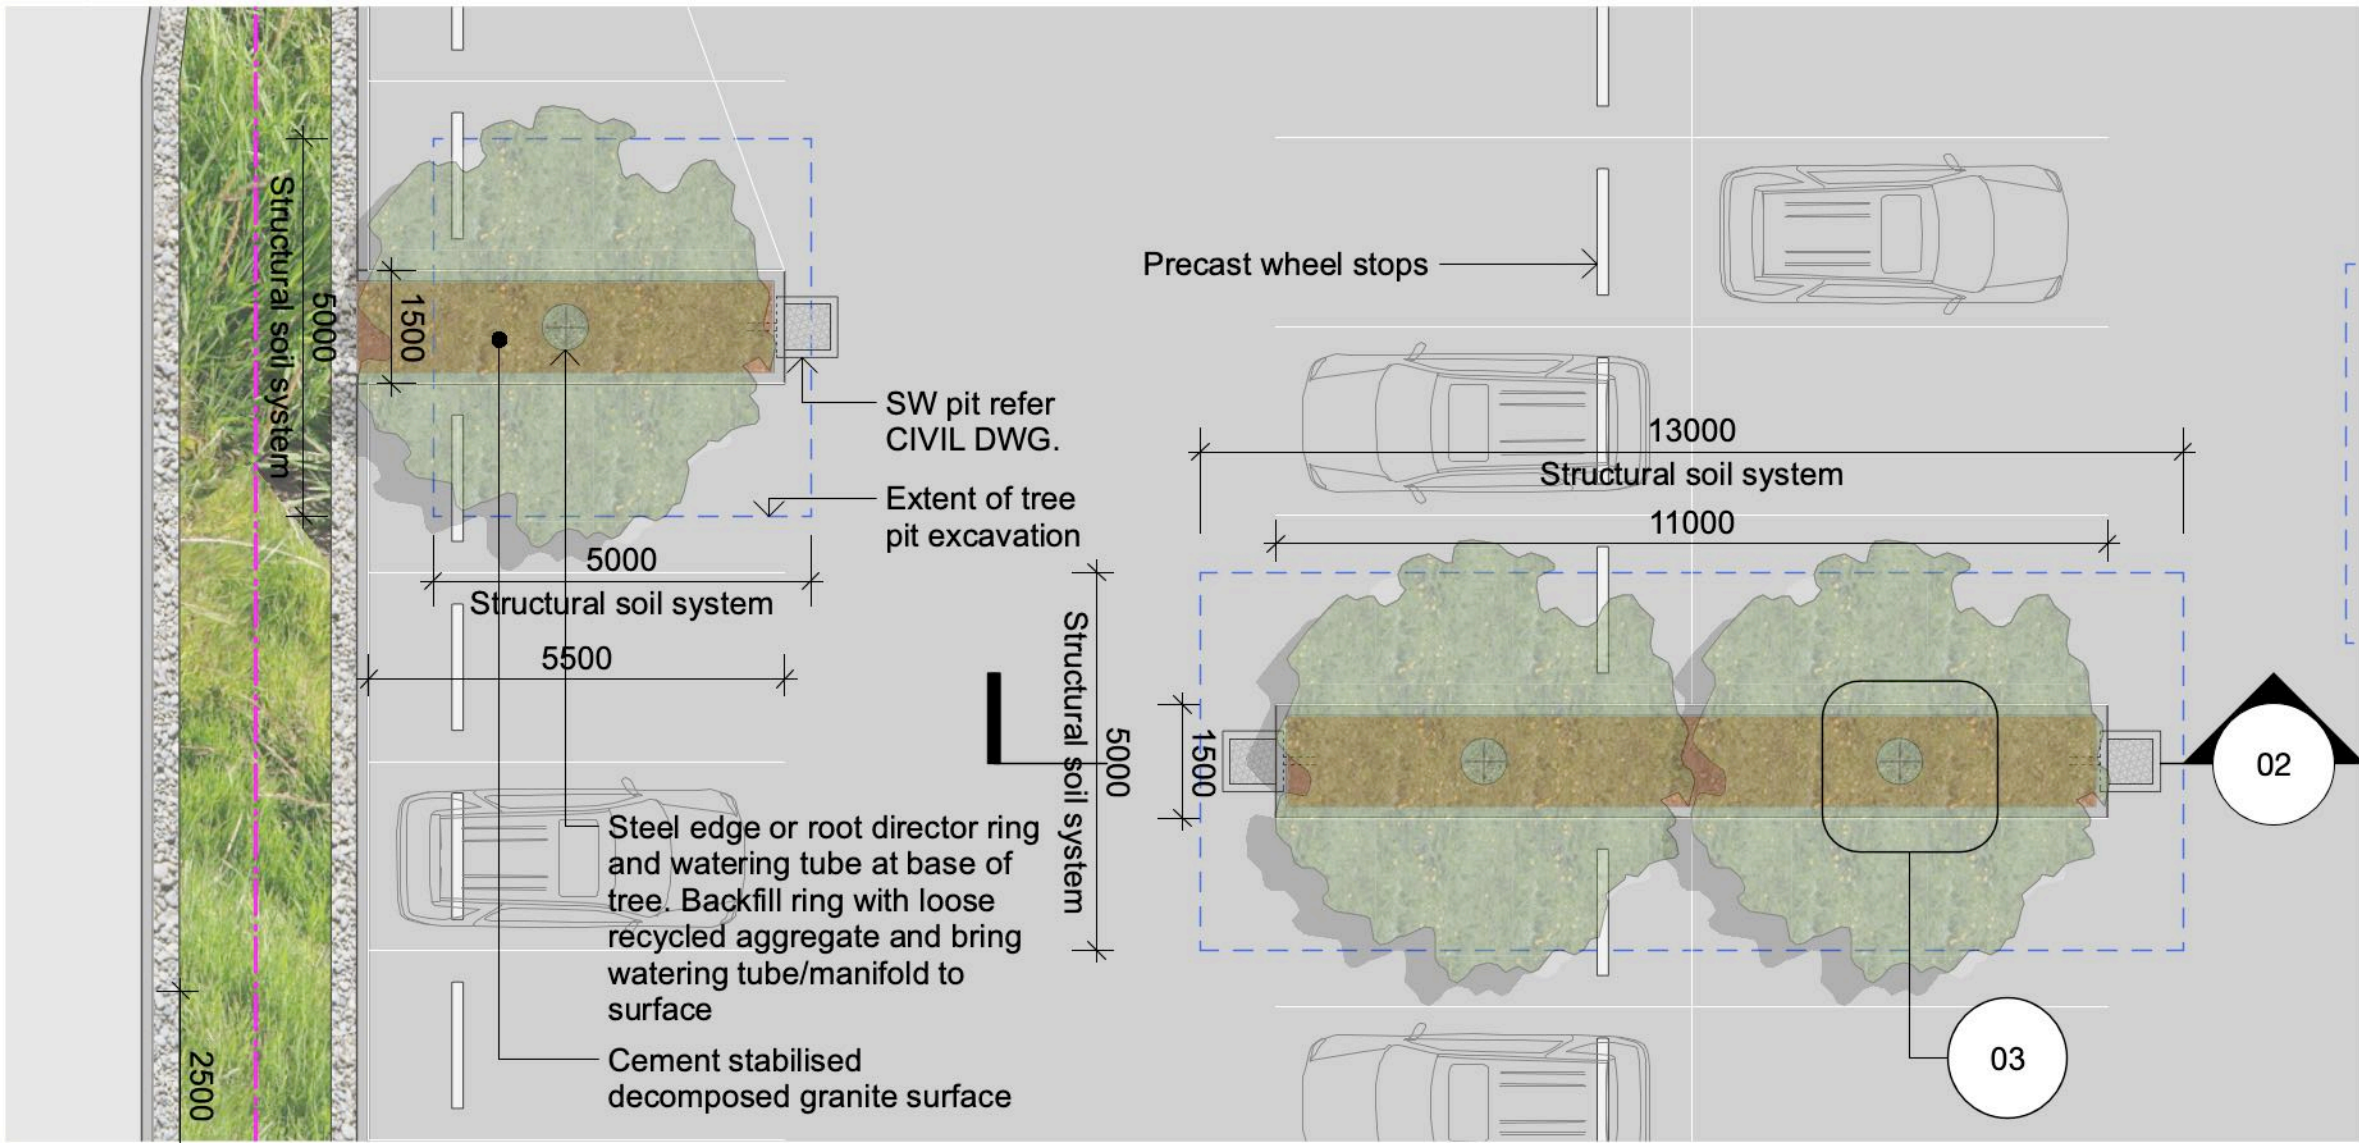 Structural soil system
5000
1500
Precast wheel stops
SW pit refer
CIVIL DWG.
Extent of tree
pit excavation
13000
Structural soil system
11000
5000
Structural soil system
5500
Structural soil system
5000
1500
02
Steel edge or root director ring
and watering tube at base of
tree. Backfill ring with loose
recycled aggregate and bring
watering tube/manifold to
surface
Cement stabilised
decomposed granite surface
2500
03